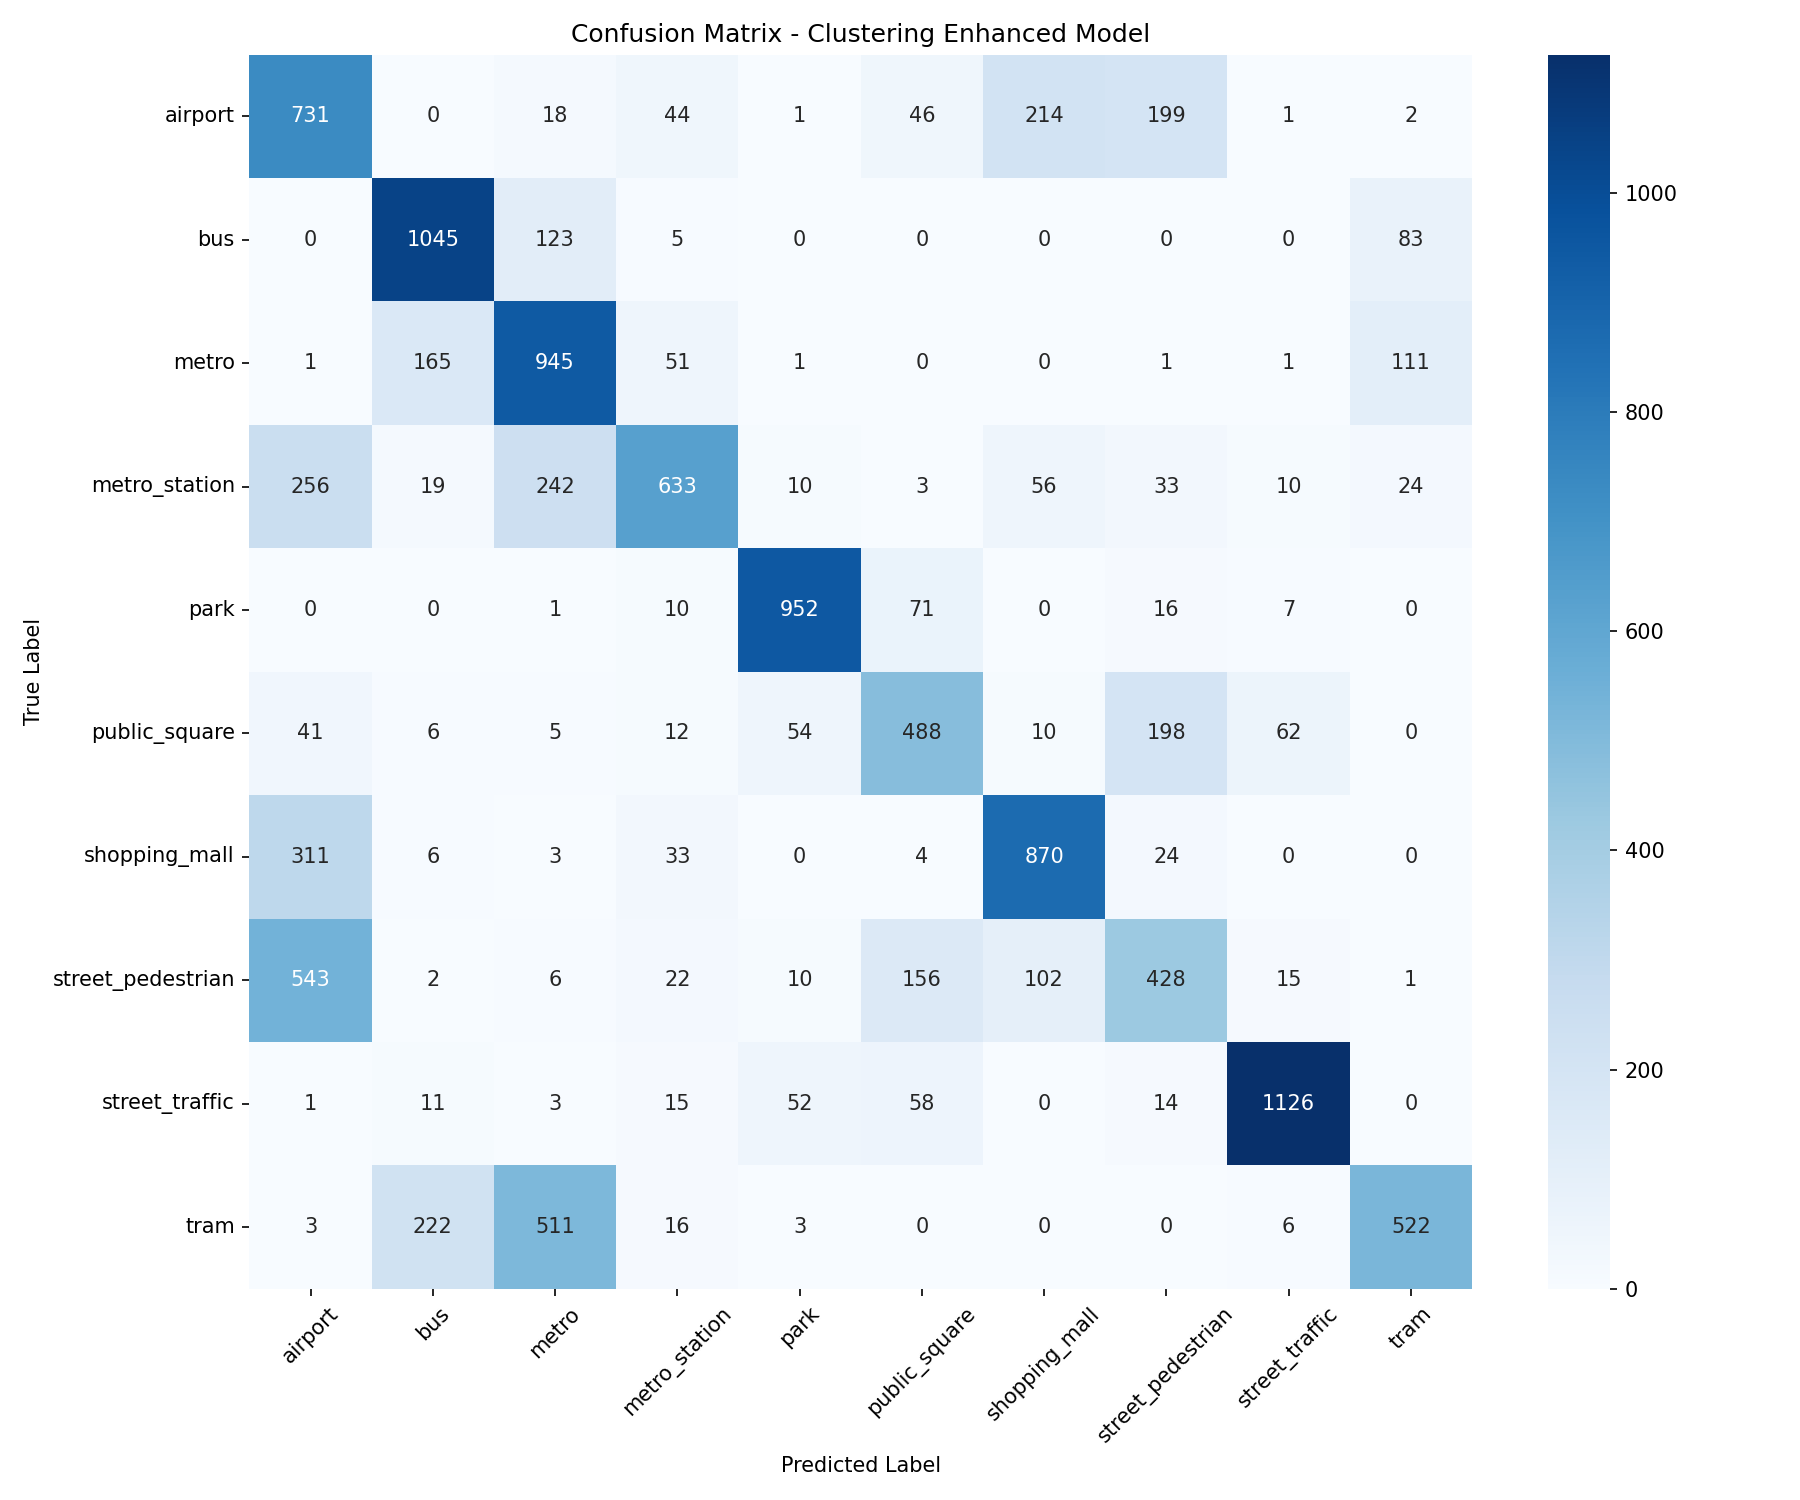 Confusion Matrix - Clustering Enhanced Model
True Label
airport 731 0 18 44 1 46 214 199 1 2
bus 0 1045 123 5 0 0 0 0 0 83
metro 1 165 945 51 1 0 0 1 1 111
metro_station 256 19 242 633 10 3 56 33 10 24
park 0 0 1 10 952 71 0 16 7 0
public_square 41 6 5 12 54 488 10 198 62 0
shopping_mall 311 6 3 33 0 4 870 24 0 0
street_pedestrian 543 2 6 22 10 156 102 428 15 1
street_traffic 1 11 3 15 52 58 0 14 1126 0
tram 3 222 511 16 3 0 0 0 6 522
airport bus metro metro_station park public_square shopping_mall street_pedestrian street_traffic tram
Predicted Label
1000
800
600
400
200
0